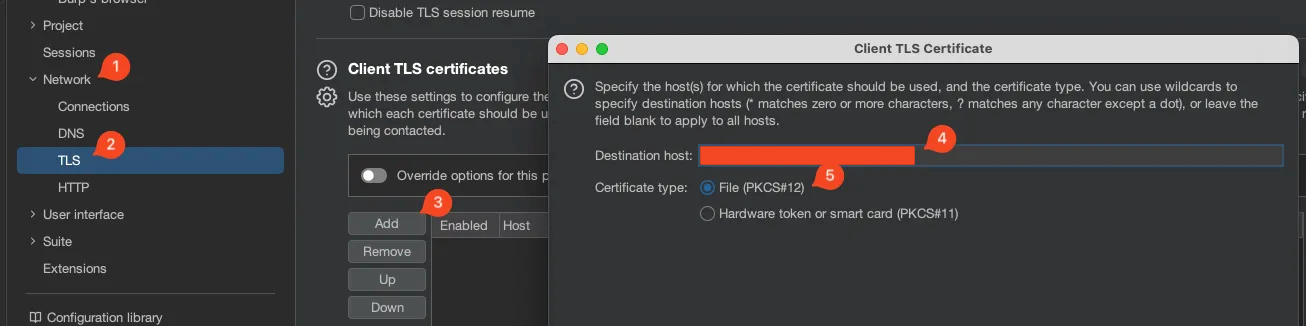 Burp's browser
Project
Sessions
1
Network
Connections
DNS
2
TLS
HTTP
User interface
Suite
Extensions
Configuration library
Disable TLS session resume
Client TLS certificates
Use these settings to configure the
which each certificate should be u
being contacted.
Override options for this p
3
Add
Remove
Up
Down
Enabled
Host
Client TLS Certificate
Specify the host(s) for which the certificate should be used, and the certificate type. You can use wildcards to
specify destination hosts (* matches zero or more characters, ? matches any character except a dot), or leave the
field blank to apply to all hosts.
4
Destination host:
5
Certificate type:
File (PKCS#12)
Hardware token or smart card (PKCS#11)